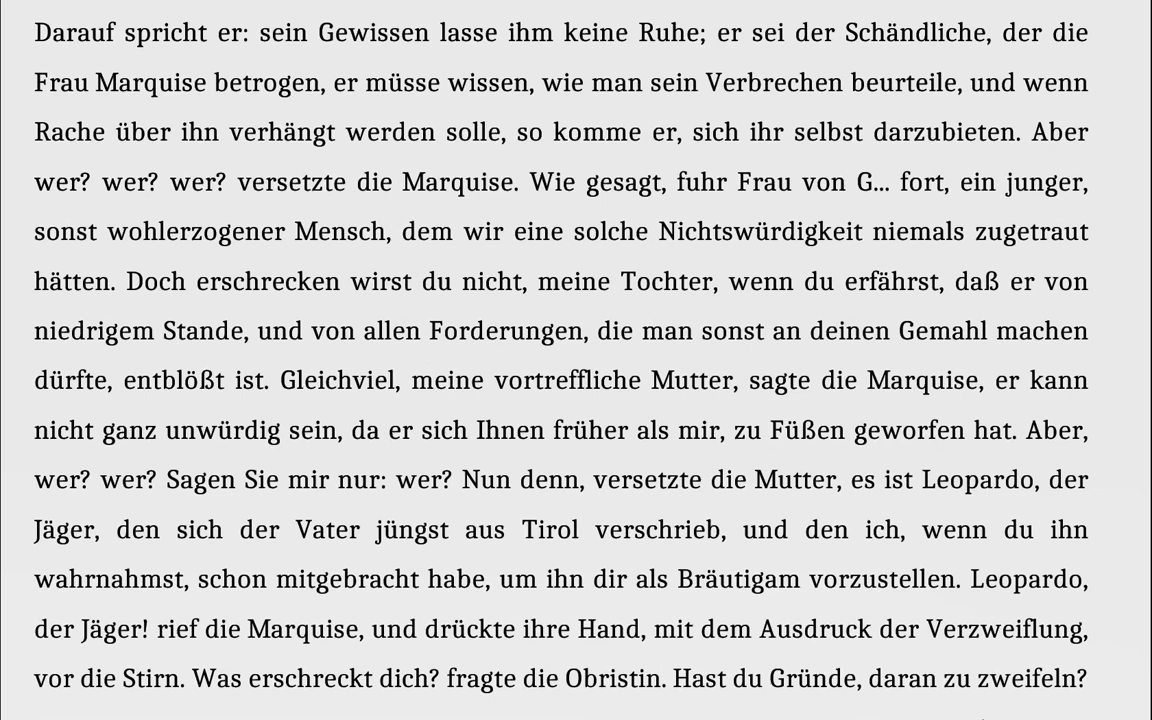 Darauf spricht er: sein Gewissen lasse ihm keine Ruhe; er sei der Schändliche, der die
Frau Marquise betrogen, er müsse wissen, wie man sein Verbrechen beurteile, und wenn
Rache über ihn verhängt werden solle, so komme er, sich ihr selbst darzubieten. Aber
wer? wer? wer? versetzte die Marquise. Wie gesagt, fuhr Frau von G... fort, ein junger,
sonst wohlerzogener Mensch, dem wir eine solche Nichtswürdigkeit niemals zugetraut
hätten. Doch erschrecken wirst du nicht, meine Tochter, wenn du erfährst, daß er von
niedrigem Stande, und von allen Forderungen, die man sonst an deinen Gemahl machen
dürfte, entblößt ist. Gleichviel, meine vortreffliche Mutter, sagte die Marquise, er kann
nicht ganz unwürdig sein, da er sich Ihnen früher als mir, zu Füßen geworfen hat. Aber,
wer? wer? Sagen Sie mir nur: wer? Nun denn, versetzte die Mutter, es ist Leopardo, der
Jäger, den sich der Vater jüngst aus Tirol verschrieb, und den ich, wenn du ihn
wahrnahmst, schon mitgebracht habe, um ihn dir als Bräutigam vorzustellen. Leopardo,
der Jäger! rief die Marquise, und drückte ihre Hand, mit dem Ausdruck der Verzweiflung,
vor die Stirn. Was erschreckt dich? fragte die Obristin. Hast du Gründe, daran zu zweifeln?